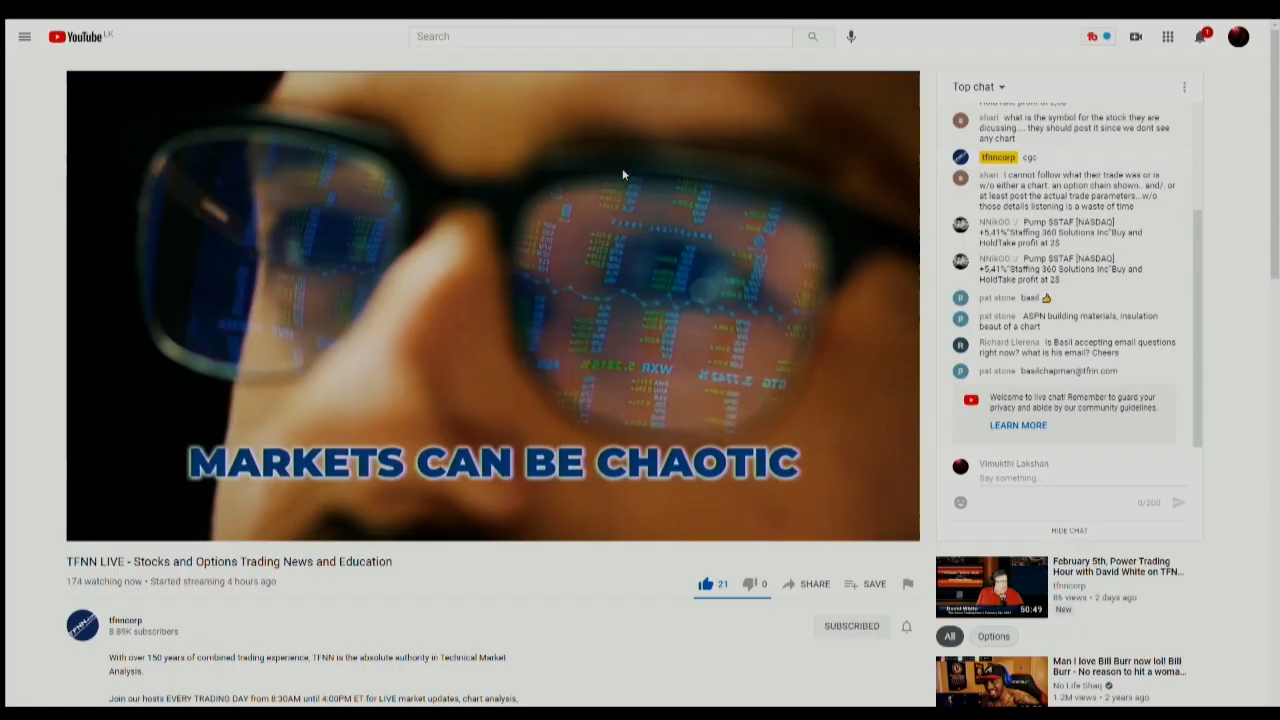 YouTube LK
Search
1
Top chat
shari what is the symbol for the stock they are
dicussing.... they should post it since we dont see
any chart
tfnncorp cgc
shari I cannot follow what their trade was or is
w/o either a chart. an option chain shown.. and/. or
at least post the actual trade parameters...w/o
those details listening is a waste of time
NNikOO :/ Pump $STAF [NASDAQ]
+5,41%"Staffing 360 Solutions Inc"Buy and
HoldTake profit at 2$
NNikOO :/ Pump $STAF [NASDAQ]
+5,41%"Staffing 360 Solutions Inc"Buy and
HoldTake profit at 2$
pat stone basil 👍
pat stone ASPN building materials, insulation
beaut of a chart
Richard Llerena Is Basil accepting email questions
right now? what is his email? Cheers
pat stone basilchapman@tfnn.com
Welcome to live chat! Remember to guard your
privacy and abide by our community guidelines.
LEARN MORE
Vimukthi Lakshan
Say something...
0/200
HIDE CHAT
MARKETS CAN BE CHAOTIC
TFNN LIVE - Stocks and Options Trading News and Education
174 watching now • Started streaming 4 hours ago
21
0
SHARE
SAVE
tfnncorp
8.89K subscribers
SUBSCRIBED
With over 150 years of combined trading experience, TFNN is the absolute authority in Technical Market
Analysis.
Join our hosts EVERY TRADING DAY from 8:30AM until 4:00PM ET for LIVE market updates, chart analysis,
February 5th, Power Trading
Hour with David White on TFN...
tfnncorp
86 views • 2 days ago
New
David White
50:49
All
Options
Man I love Bill Burr now lol! Bill
Burr - No reason to hit a woma...
No Life Shaq
1.2M views • 2 years ago